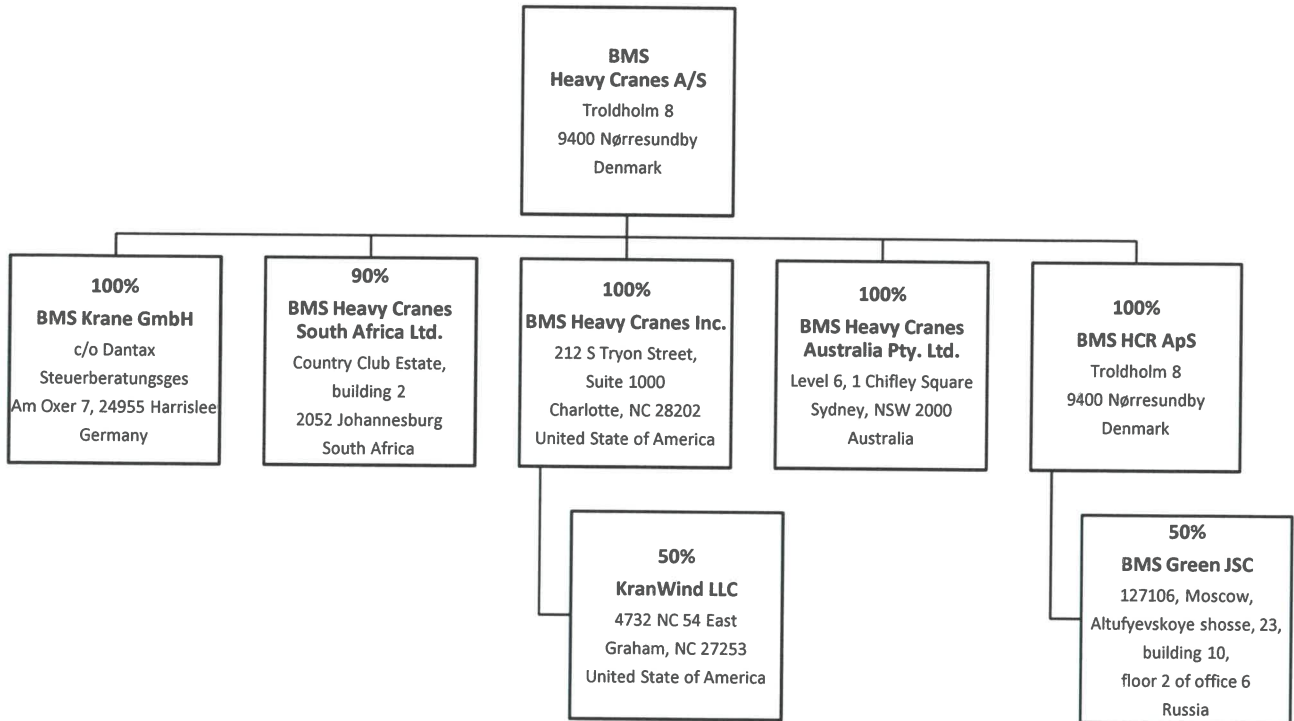 BMS
Heavy Cranes A/S
Troldholm 8
9400 Nørresundby
Denmark
100%
BMS Krane GmbH
c/o Dantax
Steuerberatungsges
Am Oxer 7, 24955 Harrislee
Germany
90%
BMS Heavy Cranes
South Africa Ltd.
Country Club Estate,
building 2
2052 Johannesburg
South Africa
100%
BMS Heavy Cranes Inc.
212 S Tryon Street,
Suite 1000
Charlotte, NC 28202
United State of America
100%
BMS Heavy Cranes
Australia Pty. Ltd.
Level 6, 1 Chifley Square
Sydney, NSW 2000
Australia
100%
BMS HCR ApS
Troldholm 8
9400 Nørresundby
Denmark
50%
KranWind LLC
4732 NC 54 East
Graham, NC 27253
United State of America
50%
BMS Green JSC
127106, Moscow,
Altufyevskoye shosse, 23,
building 10,
floor 2 of office 6
Russia